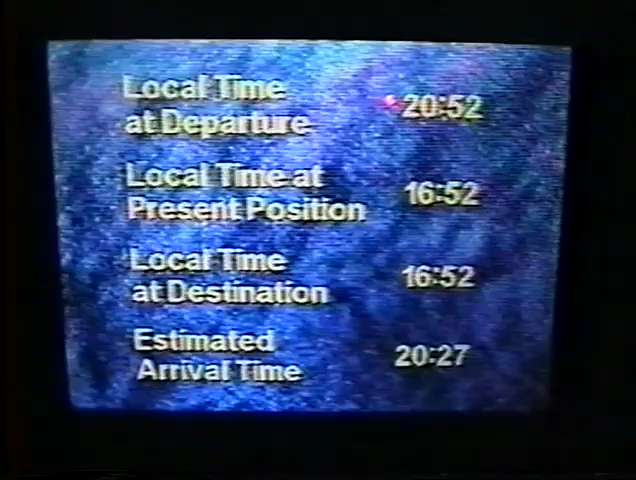 Local Time
at Departure 20:52
Local Time at
Present Position 16:52
Local Time
at Destination 16:52
Estimated
Arrival Time 20:27